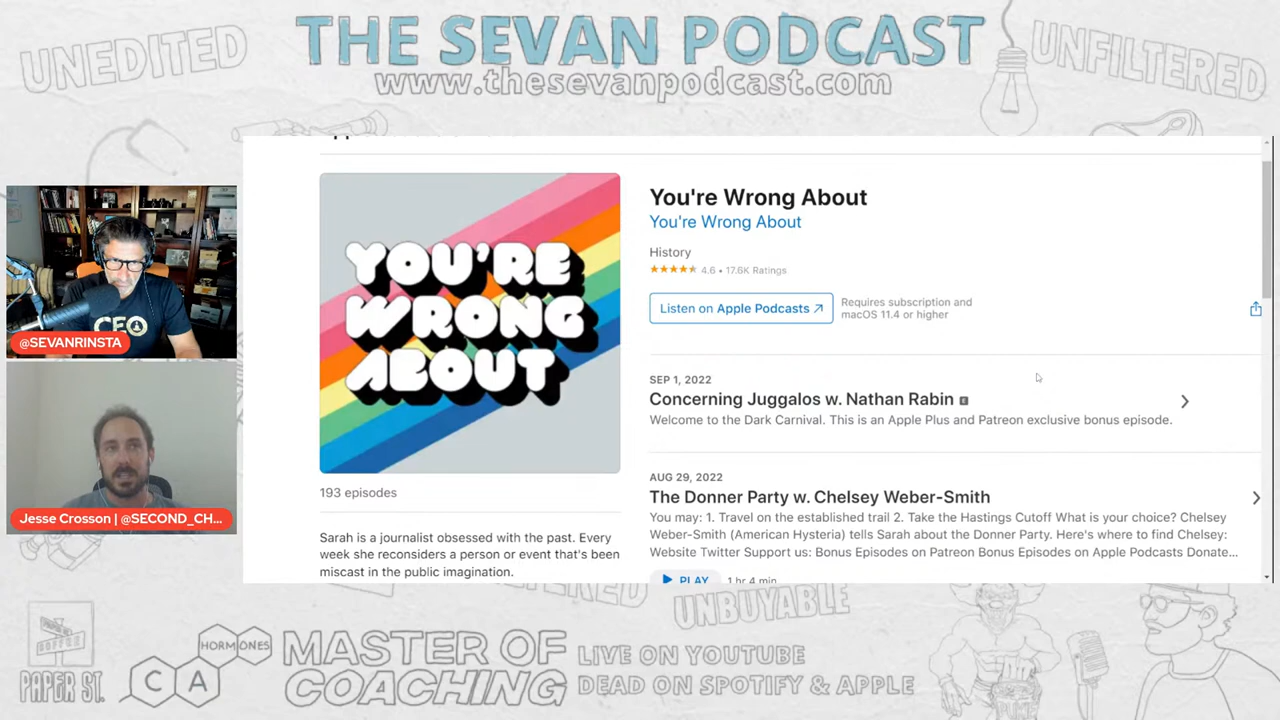 UNEDITED
THE SEVAN PODCAST
www.thesevanpodcast.com
UNFILTERED
You're Wrong About
You're Wrong About
History
4.6 • 17.6K Ratings
Listen on Apple Podcasts ↗
Requires subscription and
macOS 11.4 or higher
YOU'RE
WRONG
ABOUT
193 episodes
Sarah is a journalist obsessed with the past. Every
week she reconsiders a person or event that's been
miscast in the public imagination.
SEP 1, 2022
Concerning Juggalos w. Nathan Rabin E
Welcome to the Dark Carnival. This is an Apple Plus and Patreon exclusive bonus episode.
AUG 29, 2022
The Donner Party w. Chelsey Weber-Smith
You may: 1. Travel on the established trail 2. Take the Hastings Cutoff What is your choice? Chelsey
Weber-Smith (American Hysteria) tells Sarah about the Donner Party. Here's where to find Chelsey:
Website Twitter Support us: Bonus Episodes on Patreon Bonus Episodes on Apple Podcasts Donate...
PLAY 1 hr 4 min
CEO
@SEVANRINSTA
Jesse Crosson | @SECOND_CH...
UNBUYABLE
PAPER ST.
COFFEE
CA
HORMONES
MASTER OF
COACHING
LIVE ON YOUTUBE
DEAD ON SPOTIFY & APPLE